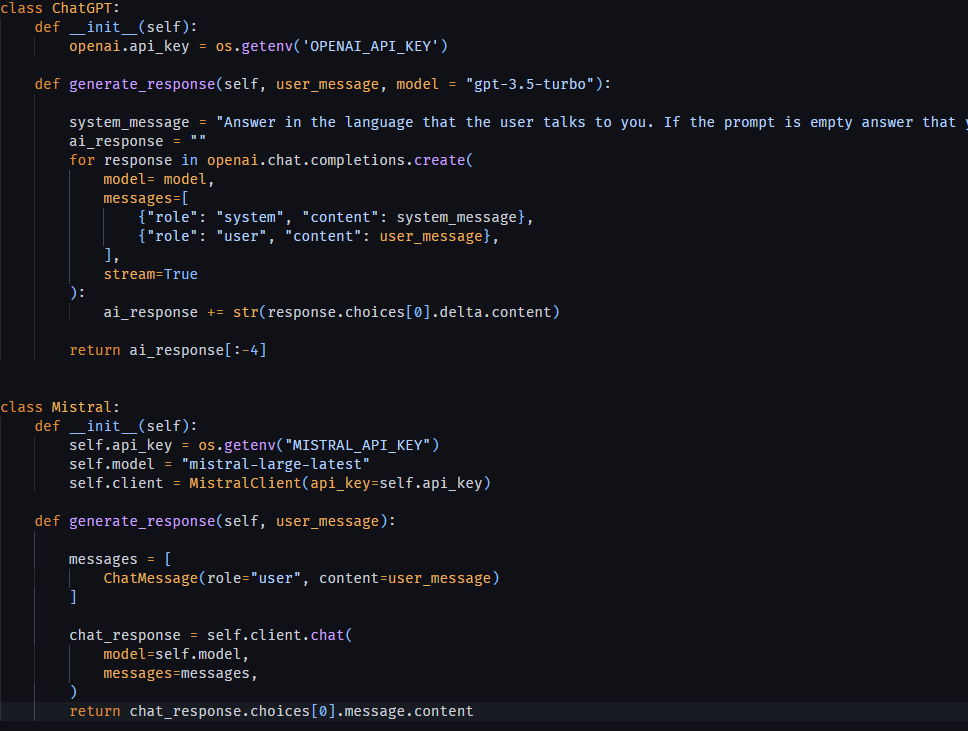 class ChatGPT:
    def __init__(self):
        openai.api_key = os.getenv('OPENAI_API_KEY')
    def generate_response(self, user_message, model = "gpt-3.5-turbo"):
        system_message = "Answer in the language that the user talks to you. If the prompt is empty answer that
        ai_response = ""
        for response in openai.chat.completions.create(
            model= model,
            messages=[
                {"role": "system", "content": system_message},
                {"role": "user", "content": user_message},
            ],
            stream=True
        ):
            ai_response += str(response.choices[0].delta.content)
        return ai_response[:-4]
class Mistral:
    def __init__(self):
        self.api_key = os.getenv("MISTRAL_API_KEY")
        self.model = "mistral-large-latest"
        self.client = MistralClient(api_key=self.api_key)
    def generate_response(self, user_message):
        messages = [
            ChatMessage(role="user", content=user_message)
        ]
        chat_response = self.client.chat(
            model=self.model,
            messages=messages,
        )
        return chat_response.choices[0].message.content